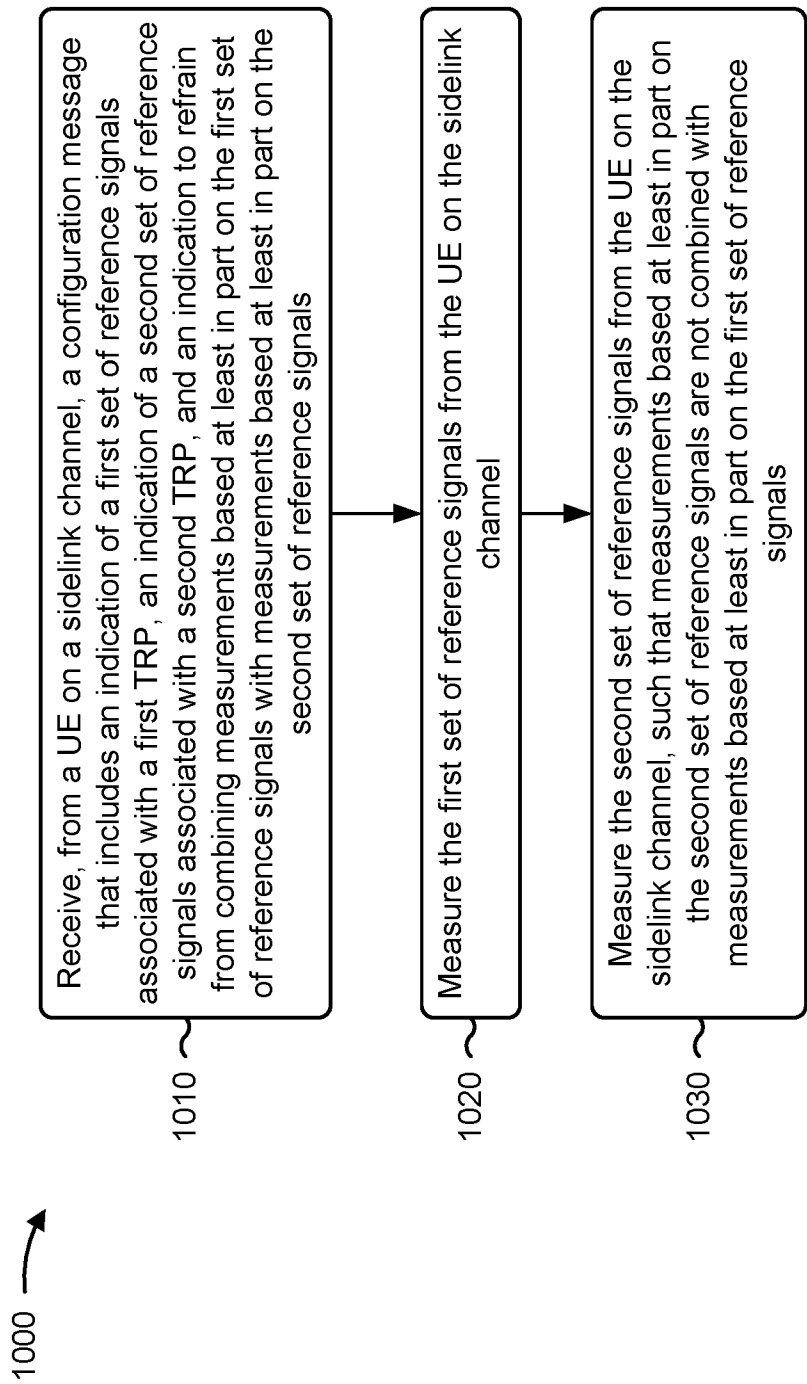 1000
1010
Receive, from a UE on a sidelink channel, a configuration message
that includes an indication of a first set of reference signals
associated with a first TRP, an indication of a second set of reference
signals associated with a second TRP, and an indication to refrain
from combining measurements based at least in part on the first set
of reference signals with measurements based at least in part on the
second set of reference signals
1020
Measure the first set of reference signals from the UE on the sidelink
channel
1030
Measure the second set of reference signals from the UE on the
sidelink channel, such that measurements based at least in part on
the second set of reference signals are not combined with
measurements based at least in part on the first set of reference
signals